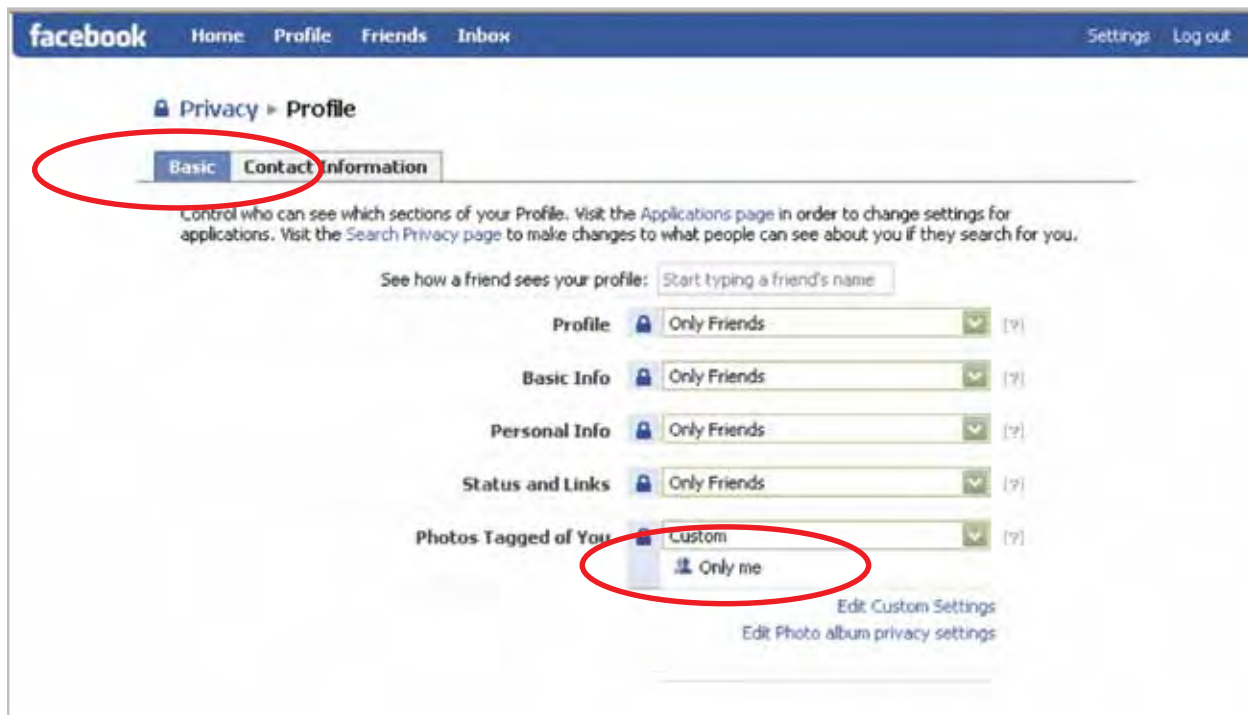 facebook Home Profile Friends Inbox Settings Log out
Privacy ▸ Profile
Basic Contact Information
Control who can see which sections of your Profile. Visit the Applications page in order to change settings for
applications. Visit the Search Privacy page to make changes to what people can see about you if they search for you.
See how a friend sees your profile: Start typing a friend's name
Profile Only Friends [?]
Basic Info Only Friends [?]
Personal Info Only Friends [?]
Status and Links Only Friends [?]
Photos Tagged of You Custom [?]
Only me
Edit Custom Settings
Edit Photo album privacy settings